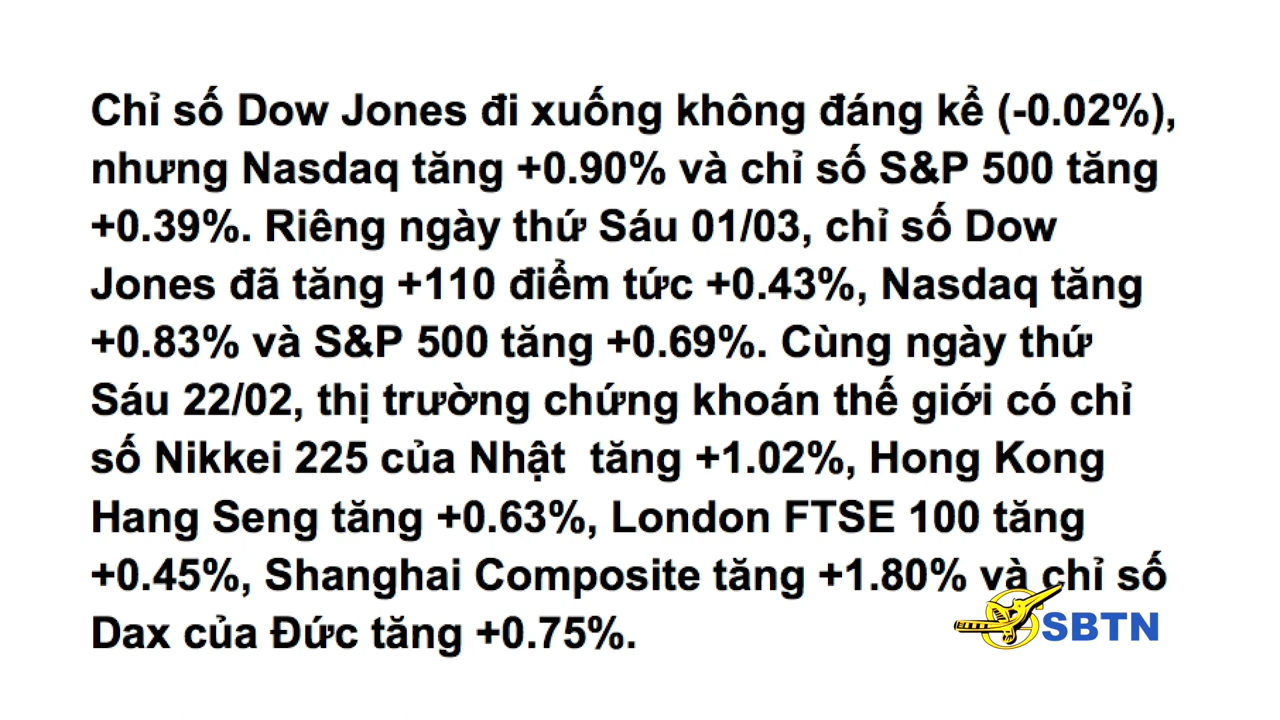 Chỉ số Dow Jones đi xuống không đáng kể (-0.02%),
nhưng Nasdaq tăng +0.90% và chỉ số S&P 500 tăng
+0.39%. Riêng ngày thứ Sáu 01/03, chỉ số Dow
Jones đã tăng +110 điểm tức +0.43%, Nasdaq tăng
+0.83% và S&P 500 tăng +0.69%. Cùng ngày thứ
Sáu 22/02, thị trường chứng khoán thế giới có chỉ
số Nikkei 225 của Nhật  tăng +1.02%, Hong Kong
Hang Seng tăng +0.63%, London FTSE 100 tăng
+0.45%, Shanghai Composite tăng +1.80% và chỉ số
Dax của Đức tăng +0.75%.
SBTN